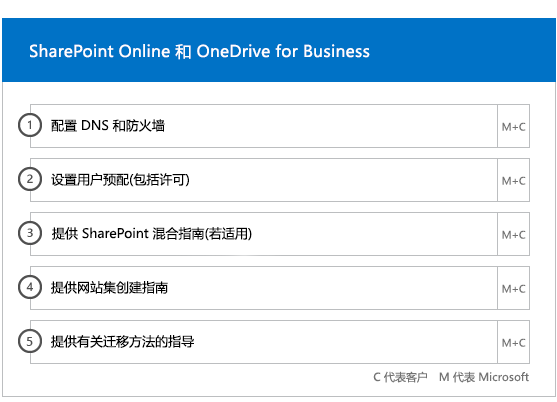 SharePoint Online 和 OneDrive for Business
1 配置 DNS 和防火墙 M+C
2 设置用户预配(包括许可) M+C
3 提供 SharePoint 混合指南(若适用) M+C
4 提供网站集创建指南 M+C
5 提供有关迁移方法的指导 M+C
C 代表客户 M 代表 Microsoft